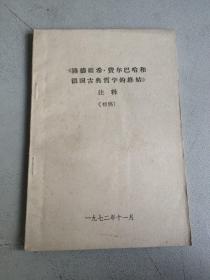 《路德维希·费尔巴哈和
德国古典哲学的终结》
注释
（初稿）
一九七二年十一月